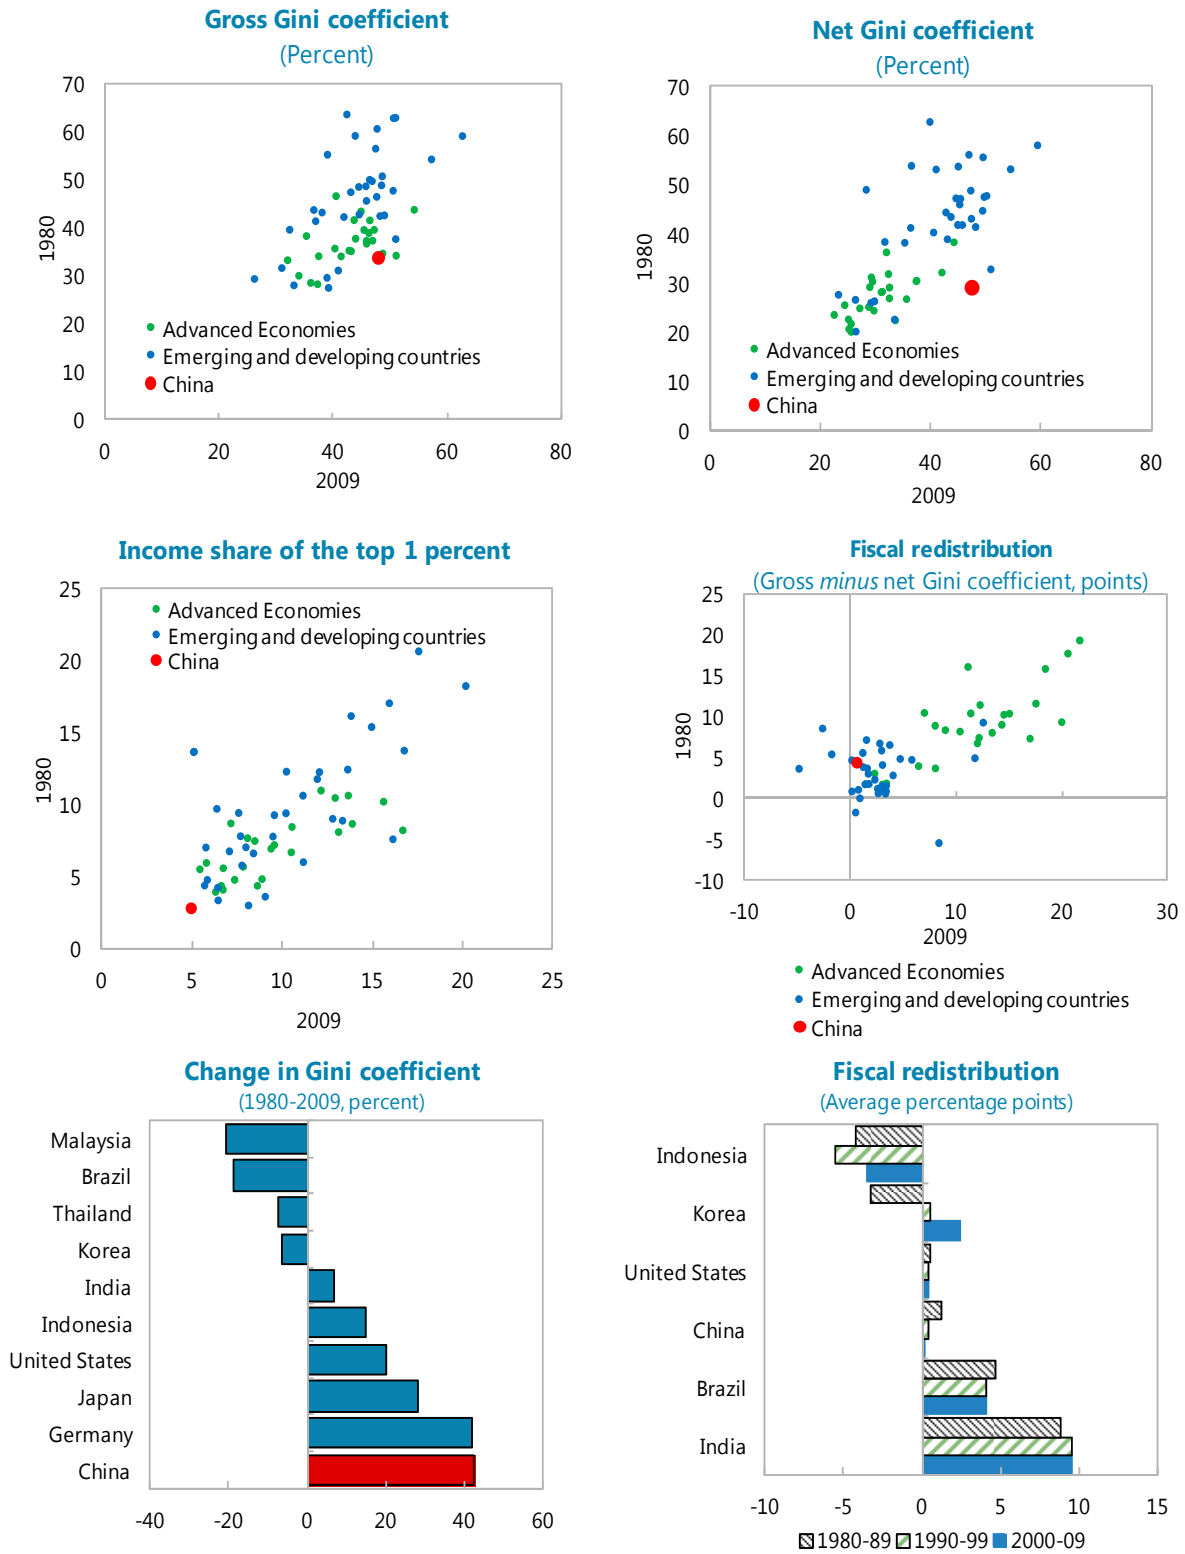 Gross Gini coefficient
(Percent)
70
60
50
40
30
20
10
0
1980
Advanced Economies
Emerging and developing countries
China
0 20 40 60 80
2009
Net Gini coefficient
(Percent)
70
60
50
40
30
20
10
0
1980
Advanced Economies
Emerging and developing countries
China
0 20 40 60 80
2009
Income share of the top 1 percent
25
20
15
10
5
0
1980
Advanced Economies
Emerging and developing countries
China
0 5 10 15 20 25
2009
Fiscal redistribution
(Gross minus net Gini coefficient, points)
25
20
15
10
5
0
-5
-10
1980
-10 0 10 20 30
2009
Advanced Economies
Emerging and developing countries
China
Change in Gini coefficient
(1980-2009, percent)
Malaysia
Brazil
Thailand
Korea
India
Indonesia
United States
Japan
Germany
China
-40 -20 0 20 40 60
Fiscal redistribution
(Average percentage points)
Indonesia
Korea
United States
China
Brazil
India
-10 -5 0 5 10 15
1980-89 1990-99 2000-09